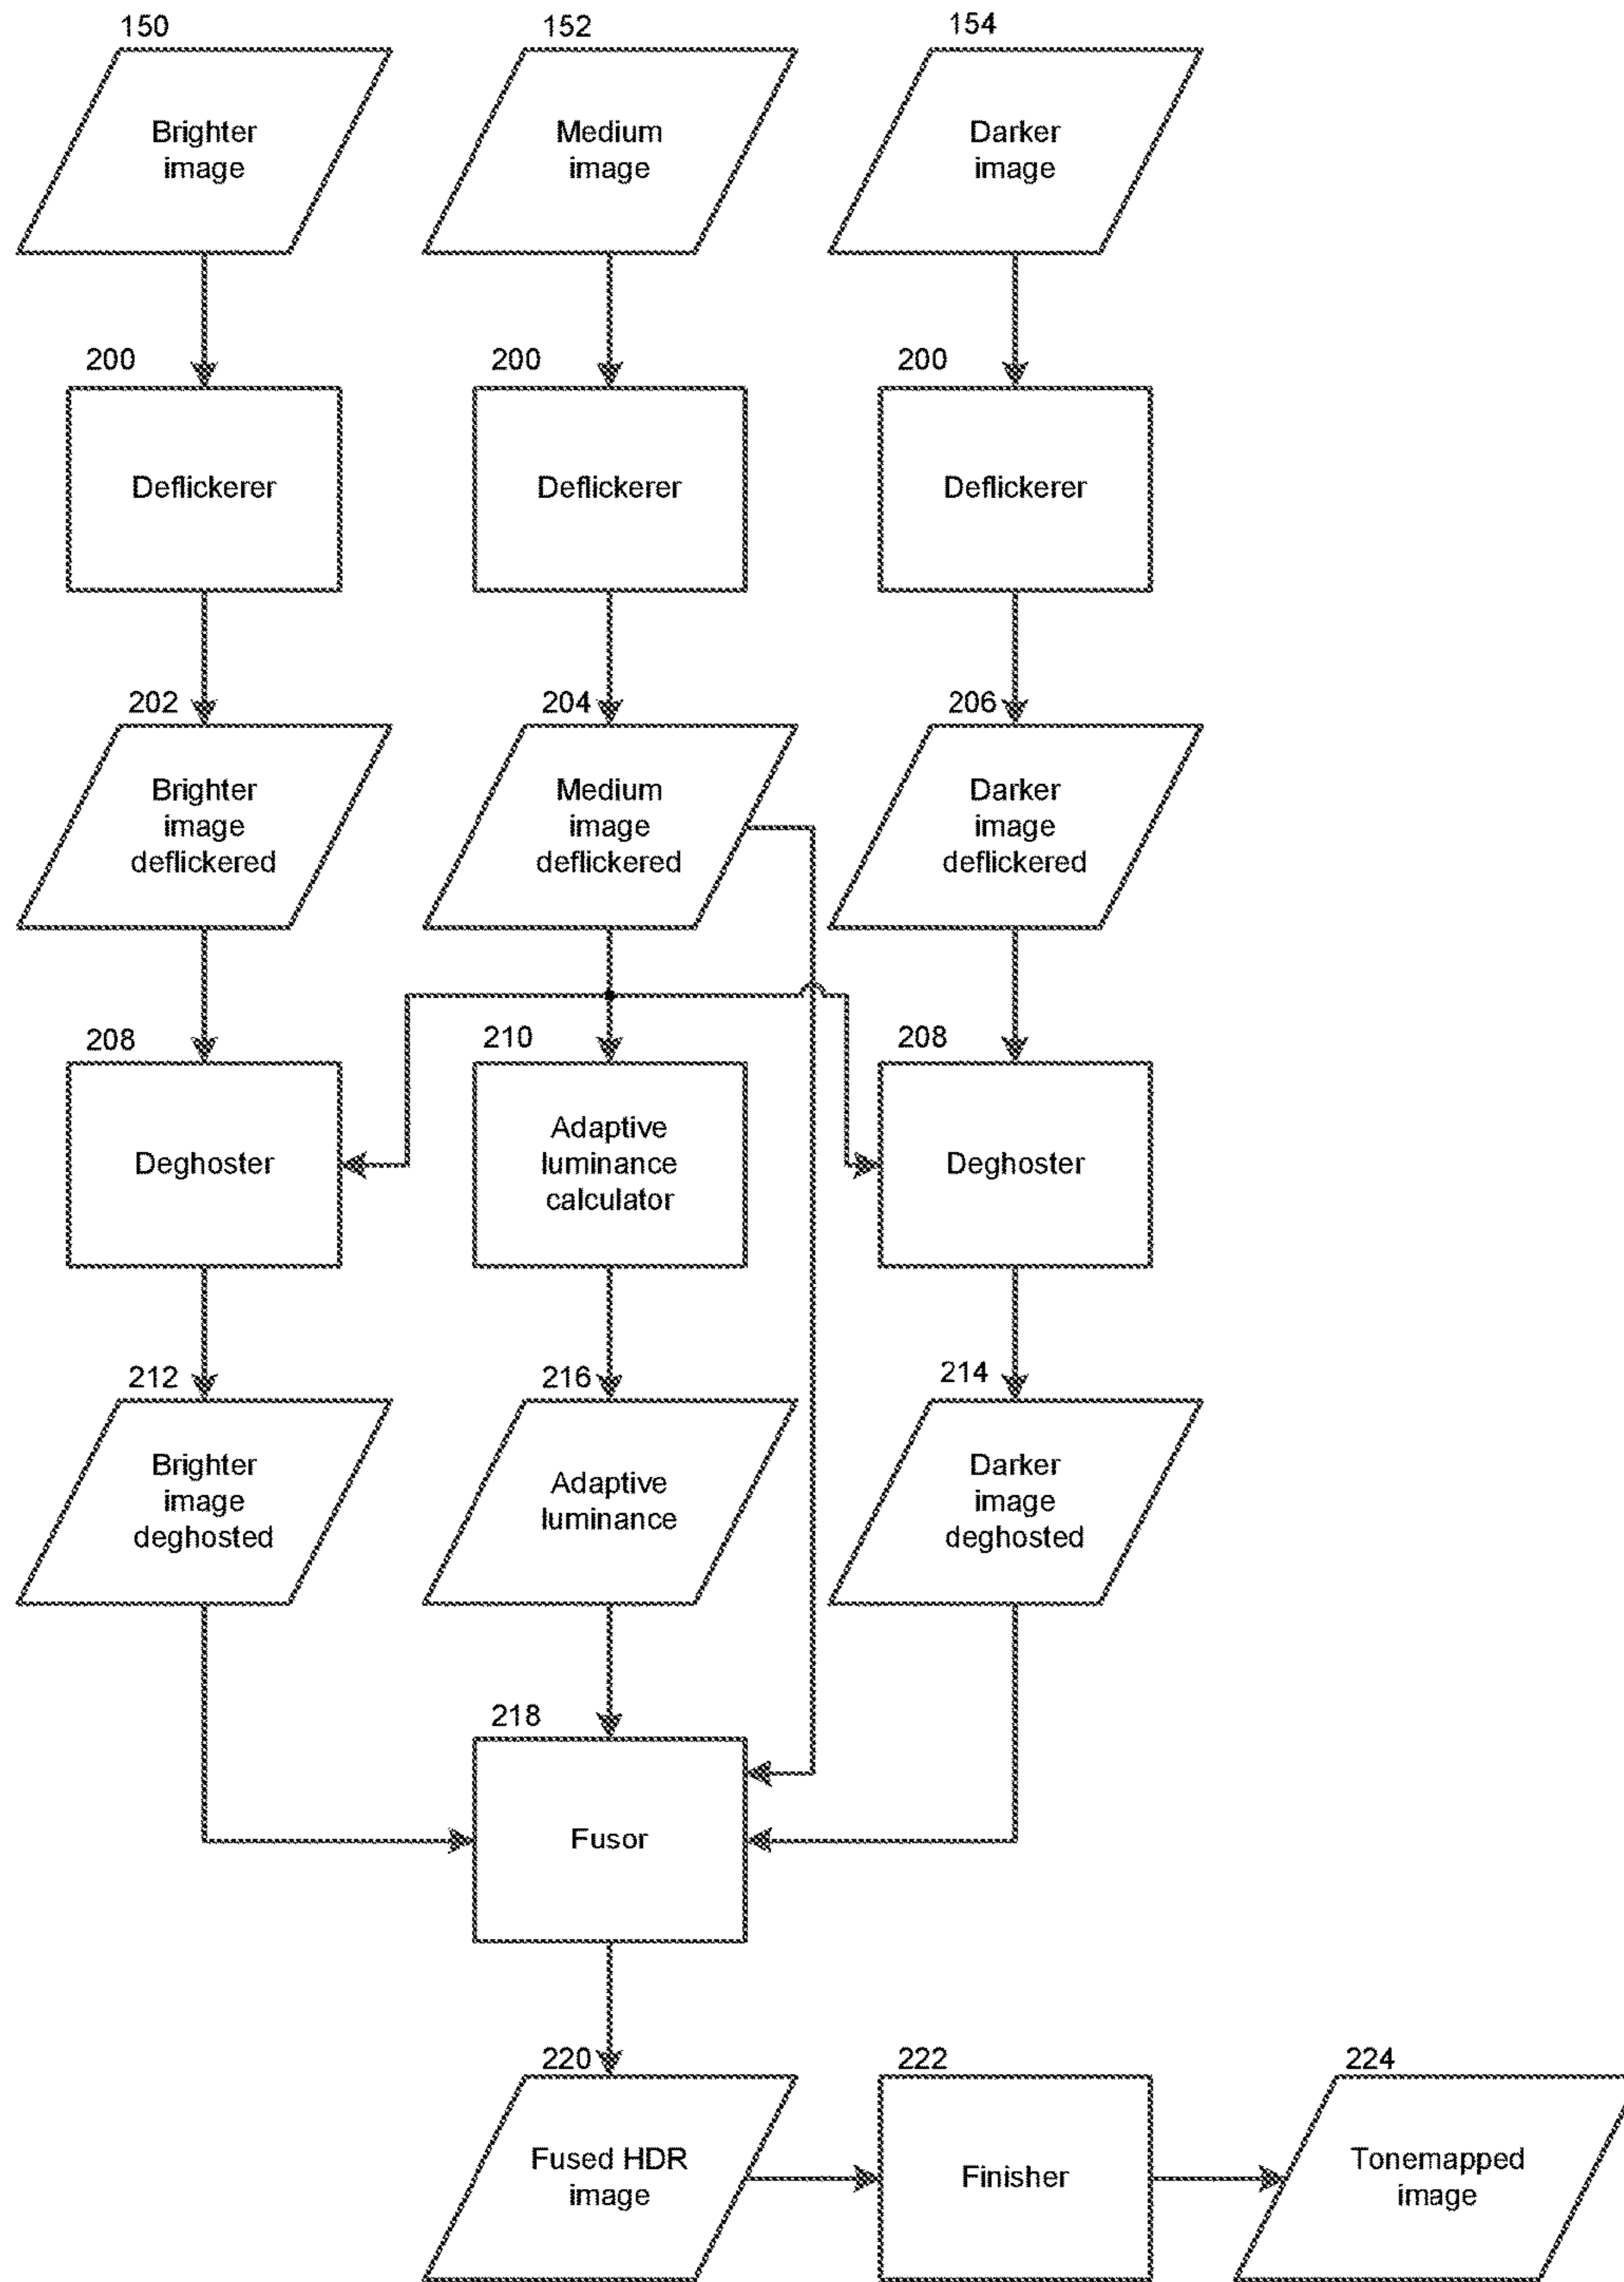 150
152
154
Brighter
image
Medium
image
Darker
image
200
200
200
Deflickerer
Deflickerer
Deflickerer
202
204
206
Brighter
image
deflickered
Medium
image
deflickered
Darker
image
deflickered
208
210
208
Deghoster
Adaptive
luminance
calculator
Deghoster
212
216
214
Brighter
image
deghosted
Adaptive
luminance
Darker
image
deghosted
218
Fusor
220
222
224
Fused HDR
image
Finisher
Tonemapped
image